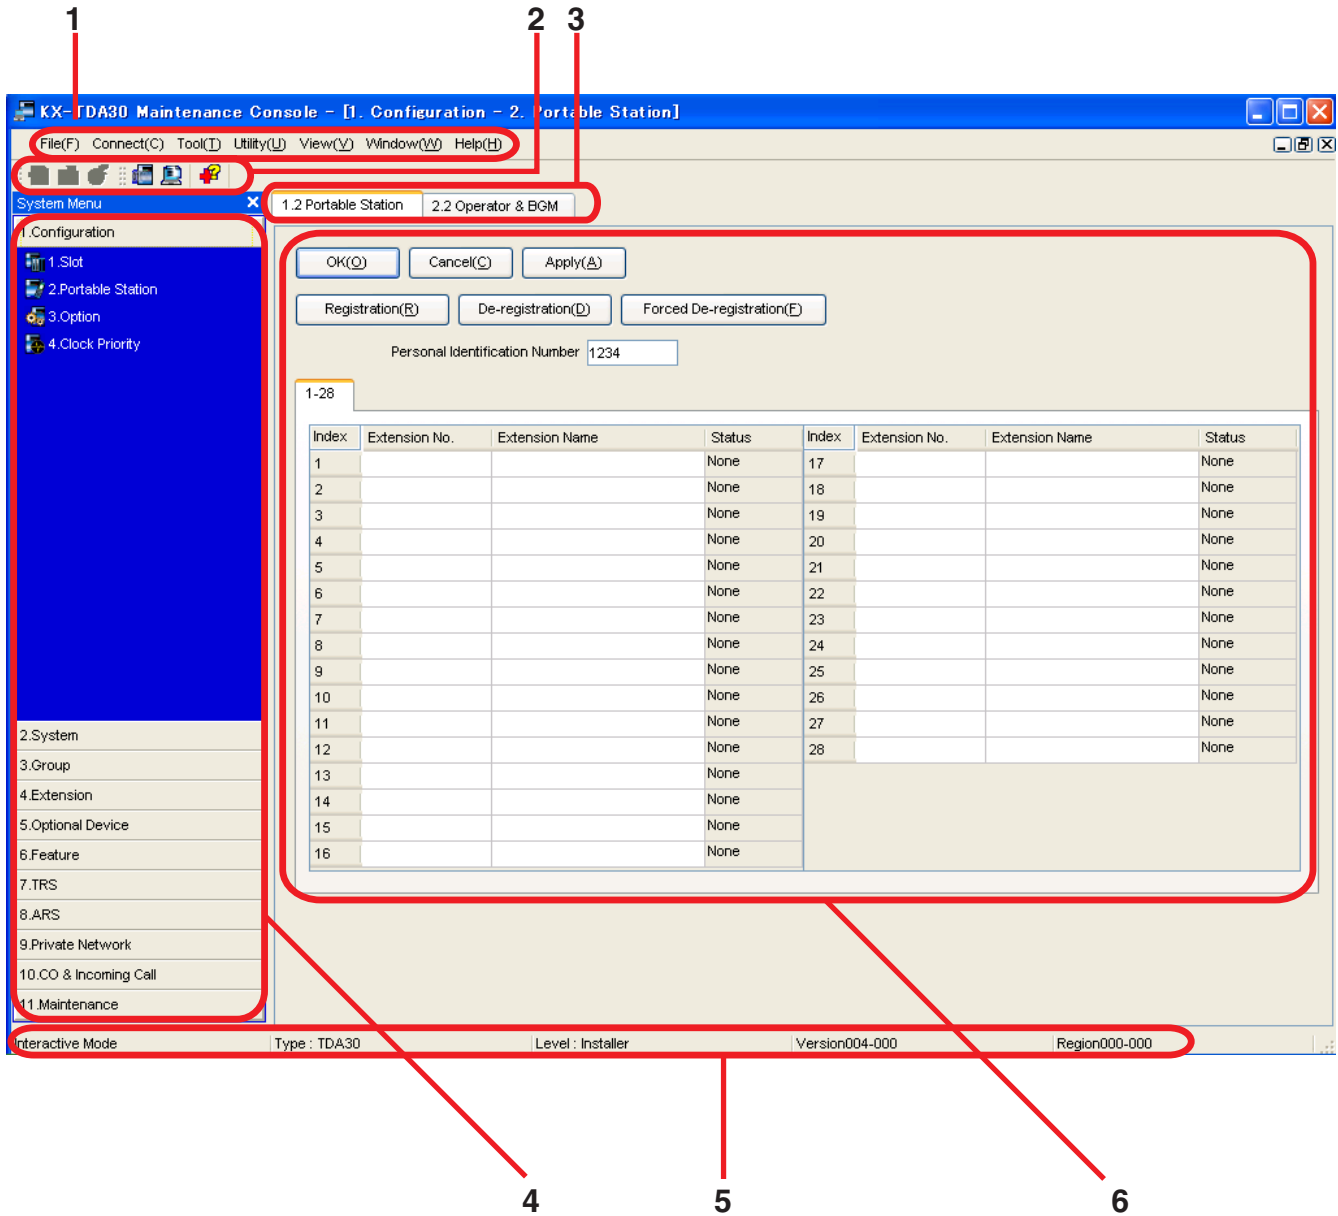 1 2 3
KX-TDA30 Maintenance Console - [1. Configuration - 2. Portable Station]
File(F) Connect(C) Tool(T) Utility(U) View(V) Window(W) Help(H)
System Menu
1.2 Portable Station 2.2 Operator & BGM
1.Configuration
1.Slot
2.Portable Station
3.Option
4.Clock Priority
2.System
3.Group
4.Extension
5.Optional Device
6.Feature
7.TRS
8.ARS
9.Private Network
10.CO & Incoming Call
11.Maintenance
OK(O) Cancel(C) Apply(A)
Registration(R) De-registration(D) Forced De-registration(F)
Personal Identification Number 1234
1-28
Index Extension No. Extension Name Status Index Extension No. Extension Name Status
1 None 17 None
2 None 18 None
3 None 19 None
4 None 20 None
5 None 21 None
6 None 22 None
7 None 23 None
8 None 24 None
9 None 25 None
10 None 26 None
11 None 27 None
12 None 28 None
13 None
14 None
15 None
16 None
Interactive Mode Type : TDA30 Level : Installer Version004-000 Region000-000
4 5 6